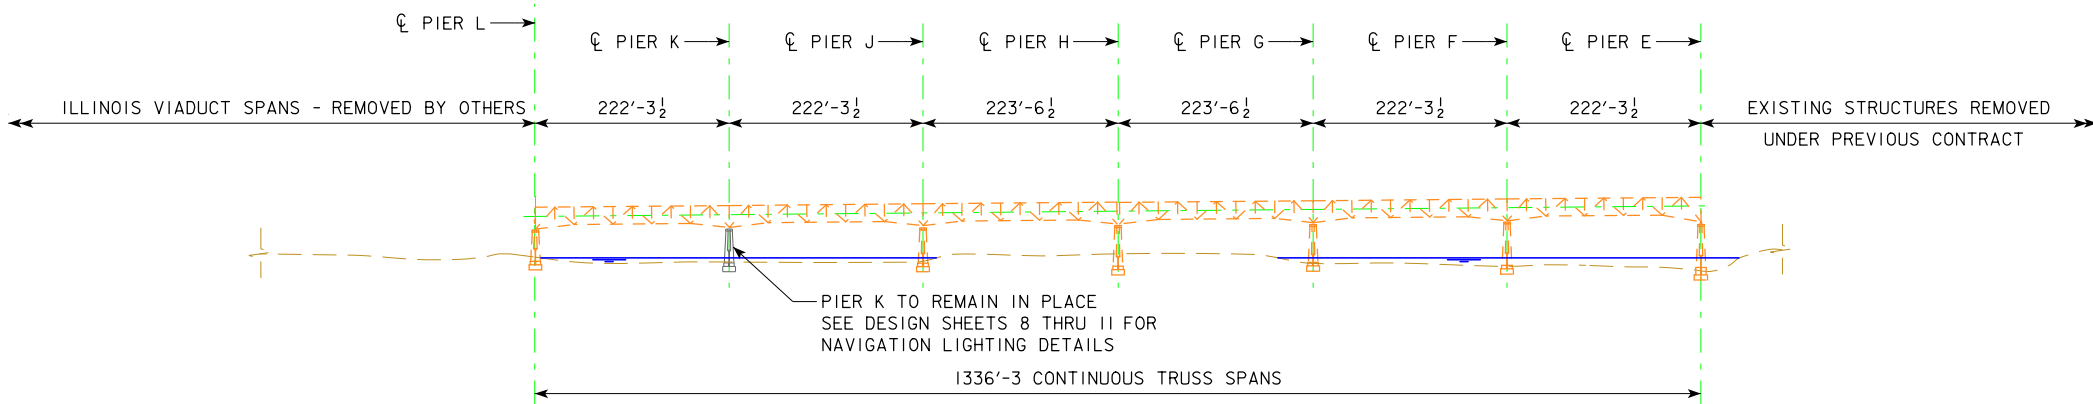 ℄ PIER L
℄ PIER K
℄ PIER J
℄ PIER H
℄ PIER G
℄ PIER F
℄ PIER E
ILLINOIS VIADUCT SPANS - REMOVED BY OTHERS
222'-3½
222'-3½
223'-6½
223'-6½
222'-3½
222'-3½
EXISTING STRUCTURES REMOVED
UNDER PREVIOUS CONTRACT
PIER K TO REMAIN IN PLACE
SEE DESIGN SHEETS 8 THRU 11 FOR
NAVIGATION LIGHTING DETAILS
1336'-3 CONTINUOUS TRUSS SPANS